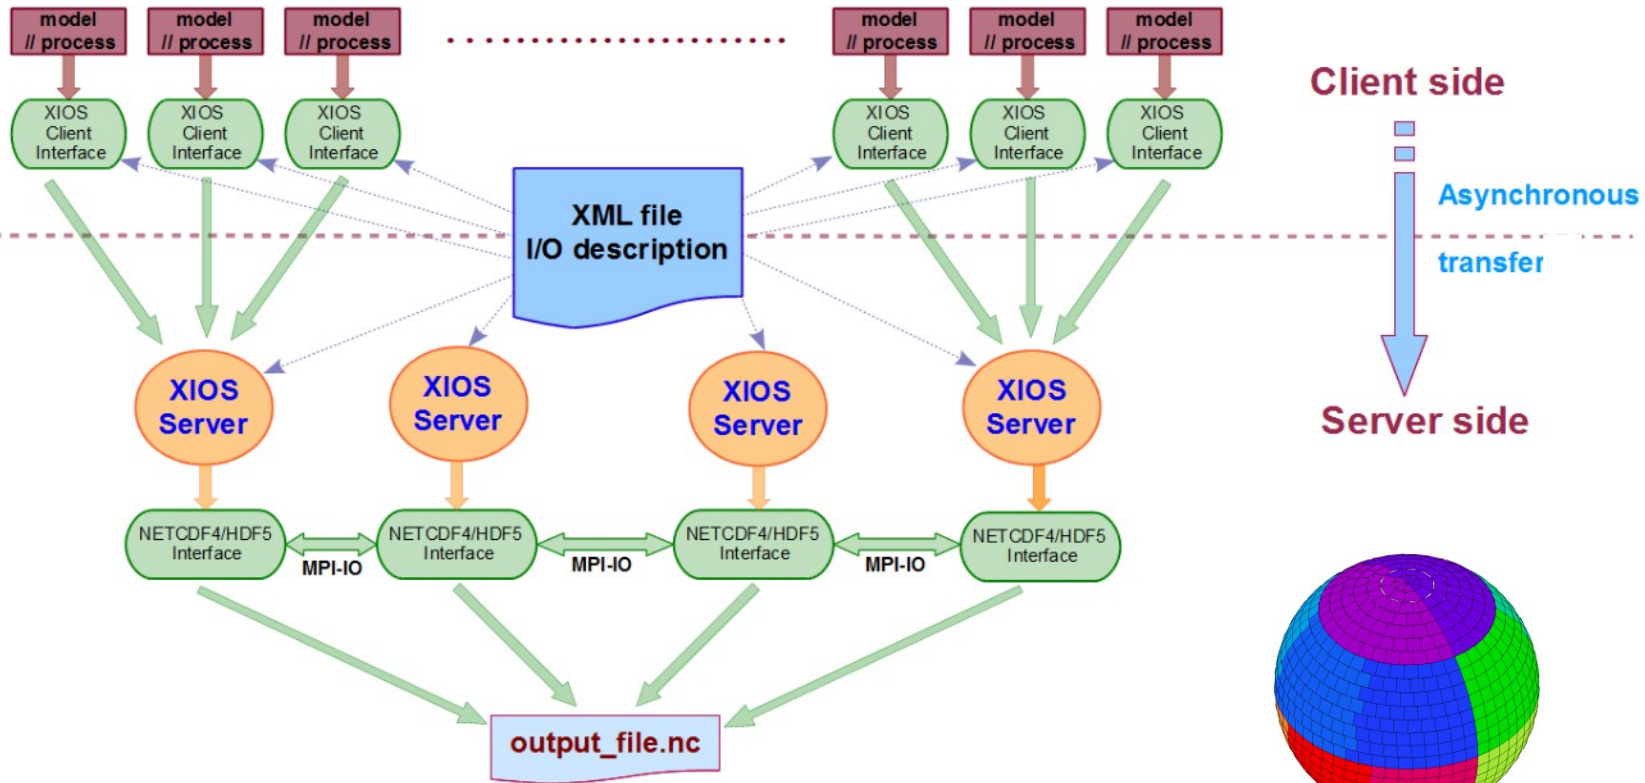 model
// process
model
// process
model
// process
model
// process
model
// process
model
// process
XIOS
Client
Interface
XIOS
Client
Interface
XIOS
Client
Interface
XIOS
Client
Interface
XIOS
Client
Interface
XIOS
Client
Interface
Client side
XML file
I/O description
Asynchronous
transfer
XIOS
Server
XIOS
Server
XIOS
Server
XIOS
Server
Server side
NETCDF4/HDF5
Interface
MPI-IO
NETCDF4/HDF5
Interface
MPI-IO
NETCDF4/HDF5
Interface
MPI-IO
NETCDF4/HDF5
Interface
output_file.nc